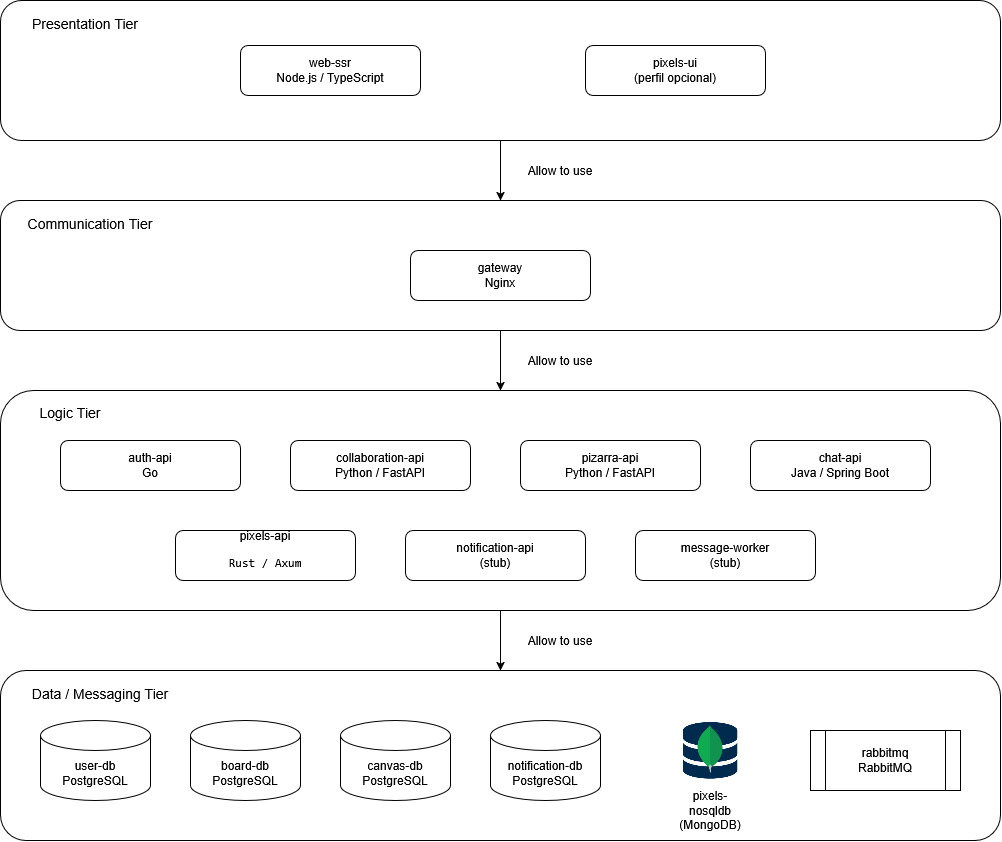 Presentation Tier
web-ssr
Node.js / TypeScript
pixels-ui
(perfil opcional)
Allow to use
Communication Tier
gateway
Nginx
Allow to use
Logic Tier
auth-api
Go
collaboration-api
Python / FastAPI
pizarra-api
Python / FastAPI
chat-api
Java / Spring Boot
pixels-api
Rust / Axum
notification-api
(stub)
message-worker
(stub)
Allow to use
Data / Messaging Tier
user-db
PostgreSQL
board-db
PostgreSQL
canvas-db
PostgreSQL
notification-db
PostgreSQL
pixels-
nosqldb
(MongoDB)
rabbitmq
RabbitMQ